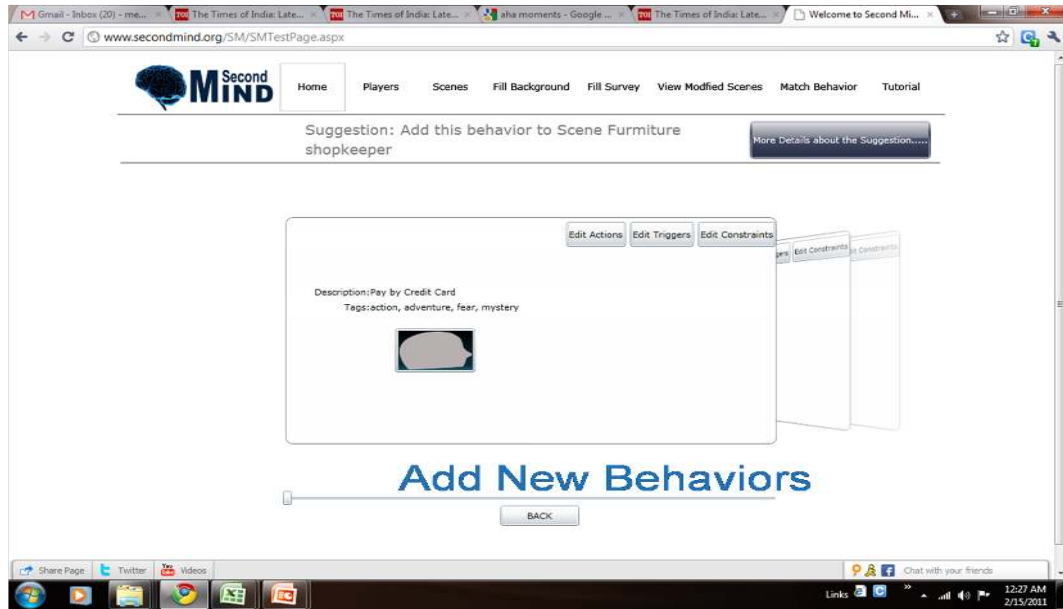 Gmail - Inbox (20) - me...
The Times of India: Late...
The Times of India: Late...
aha moments - Google ...
The Times of India: Late...
Welcome to Second Mi...
www.secondmind.org/SM/SMTestPage.aspx
Second
MIND
Home Players Scenes Fill Background Fill Survey View Modfied Scenes Match Behavior Tutorial
Suggestion: Add this behavior to Scene Furmiture
shopkeeper
More Details about the Suggestion.....
Edit Actions Edit Triggers Edit Constraints
gers Edit Constraints
it Constraints
Description:Pay by Credit Card
Tags:action, adventure, fear, mystery
Add New Behaviors
BACK
Share Page Twitter Videos
Chat with your friends
Links
12:27 AM
2/15/2011